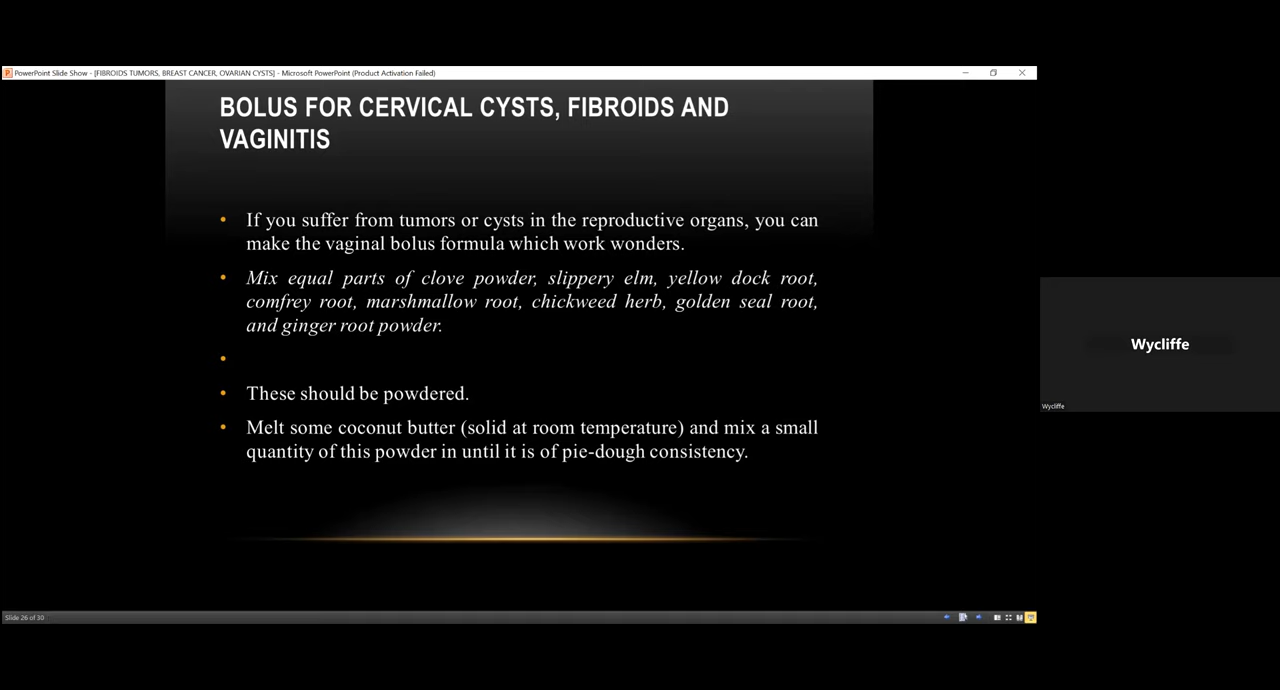 PowerPoint Slide Show - [FIBROIDS TUMORS, BREAST CANCER, OVARIAN CYSTS] - Microsoft PowerPoint (Product Activation Failed)
BOLUS FOR CERVICAL CYSTS, FIBROIDS AND
VAGINITIS
• If you suffer from tumors or cysts in the reproductive organs, you can
make the vaginal bolus formula which work wonders.
• Mix equal parts of clove powder, slippery elm, yellow dock root,
comfrey root, marshmallow root, chickweed herb, golden seal root,
and ginger root powder.
•
• These should be powdered.
• Melt some coconut butter (solid at room temperature) and mix a small
quantity of this powder in until it is of pie-dough consistency.
Wycliffe
Wycliffe
Slide 26 of 30